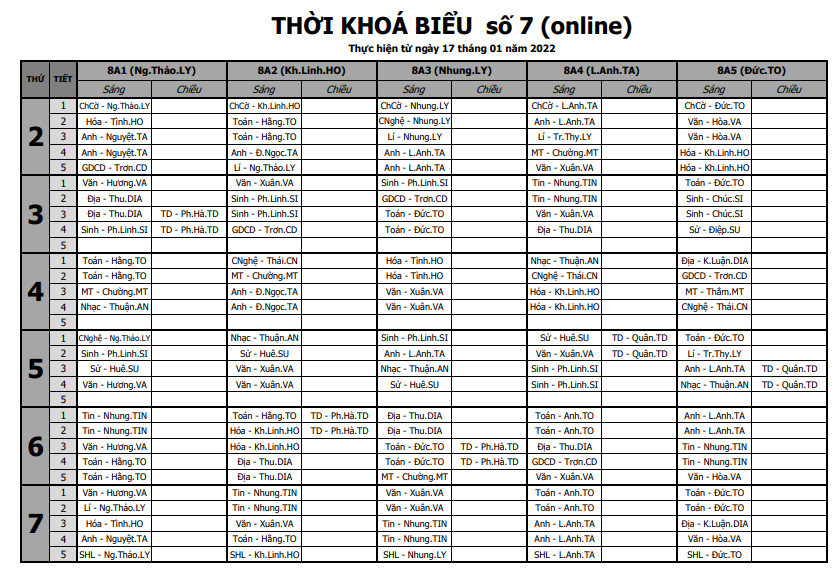 THỜI KHOÁ BIỂU số 7 (online)
Thực hiện từ ngày 17 tháng 01 năm 2022
THỨ TIẾT 8A1 (Ng.Thảo.LY) 8A2 (Kh.Linh.HO) 8A3 (Nhung.LY) 8A4 (L.Anh.TA) 8A5 (Đức.TO)
Sáng Chiều Sáng Chiều Sáng Chiều Sáng Chiều Sáng Chiều
2
1 ChCờ - Ng.Thảo.LY ChCờ - Kh.Linh.HO ChCờ - Nhung.LY ChCờ - L.Anh.TA ChCờ - Đức.TO
2 Hóa - Tình.HO Toán - Hằng.TO CNghệ - Nhung.LY Anh - L.Anh.TA Văn - Hòa.VA
3 Anh - Nguyệt.TA Toán - Hằng.TO Lí - Nhung.LY Lí - Tr.Thy.LY Văn - Hòa.VA
4 Anh - Nguyệt.TA Anh - Đ.Ngọc.TA Anh - L.Anh.TA MT - Chường.MT Hóa - Kh.Linh.HO
5 GDCD - Trơn.CD Lí - Ng.Thảo.LY Anh - L.Anh.TA Văn - Xuân.VA Hóa - Kh.Linh.HO
3
1 Văn - Hương.VA Văn - Xuân.VA Sinh - Ph.Linh.SI Tin - Nhung.TIN Toán - Đức.TO
2 Địa - Thu.DIA Sinh - Ph.Linh.SI GDCD - Trơn.CD Tin - Nhung.TIN Sinh - Chúc.SI
3 Địa - Thu.DIA TD - Ph.Hà.TD Sinh - Ph.Linh.SI Toán - Đức.TO Văn - Xuân.VA Sinh - Chúc.SI
4 Sinh - Ph.Linh.SI TD - Ph.Hà.TD GDCD - Trơn.CD Toán - Đức.TO Địa - Thu.DIA Sử - Điệp.SU
5
4
1 Toán - Hằng.TO CNghệ - Thái.CN Hóa - Tình.HO Nhạc - Thuận.AN Địa - K.Luận.DIA
2 Toán - Hằng.TO MT - Chường.MT Hóa - Tình.HO CNghệ - Thái.CN GDCD - Trơn.CD
3 MT - Chường.MT Anh - Đ.Ngọc.TA Văn - Xuân.VA Hóa - Kh.Linh.HO MT - Thắm.MT
4 Nhạc - Thuận.AN Anh - Đ.Ngọc.TA Văn - Xuân.VA Hóa - Kh.Linh.HO CNghệ - Thái.CN
5
5
1 CNghệ - Ng.Thảo.LY Nhạc - Thuận.AN Sinh - Ph.Linh.SI Sử - Huê.SU TD - Quân.TD Toán - Đức.TO
2 Sinh - Ph.Linh.SI Sử - Huê.SU Anh - L.Anh.TA Văn - Xuân.VA TD - Quân.TD Lí - Tr.Thy.LY
3 Sử - Huê.SU Văn - Xuân.VA Nhạc - Thuận.AN Sinh - Ph.Linh.SI Anh - L.Anh.TA TD - Quân.TD
4 Văn - Hương.VA Văn - Xuân.VA Sử - Huê.SU Sinh - Ph.Linh.SI Nhạc - Thuận.AN TD - Quân.TD
5
6
1 Tin - Nhung.TIN Toán - Hằng.TO TD - Ph.Hà.TD Địa - Thu.DIA Toán - Anh.TO Anh - L.Anh.TA
2 Tin - Nhung.TIN Hóa - Kh.Linh.HO TD - Ph.Hà.TD Địa - Thu.DIA Toán - Anh.TO Anh - L.Anh.TA
3 Văn - Hương.VA Hóa - Kh.Linh.HO Toán - Đức.TO TD - Ph.Hà.TD Địa - Thu.DIA Tin - Nhung.TIN
4 Toán - Hằng.TO Địa - Thu.DIA Toán - Đức.TO TD - Ph.Hà.TD GDCD - Trơn.CD Tin - Nhung.TIN
5 Toán - Hằng.TO Địa - Thu.DIA MT - Chường.MT Văn - Xuân.VA Văn - Hòa.VA
7
1 Văn - Hương.VA Tin - Nhung.TIN Văn - Xuân.VA Toán - Anh.TO Toán - Đức.TO
2 Lí - Ng.Thảo.LY Tin - Nhung.TIN Văn - Xuân.VA Toán - Anh.TO Toán - Đức.TO
3 Hóa - Tình.HO Văn - Xuân.VA Tin - Nhung.TIN Anh - L.Anh.TA Địa - K.Luận.DIA
4 Anh - Nguyệt.TA Toán - Hằng.TO Tin - Nhung.TIN Anh - L.Anh.TA Văn - Hòa.VA
5 SHL - Ng.Thảo.LY SHL - Kh.Linh.HO SHL - Nhung.LY SHL - L.Anh.TA SHL - Đức.TO